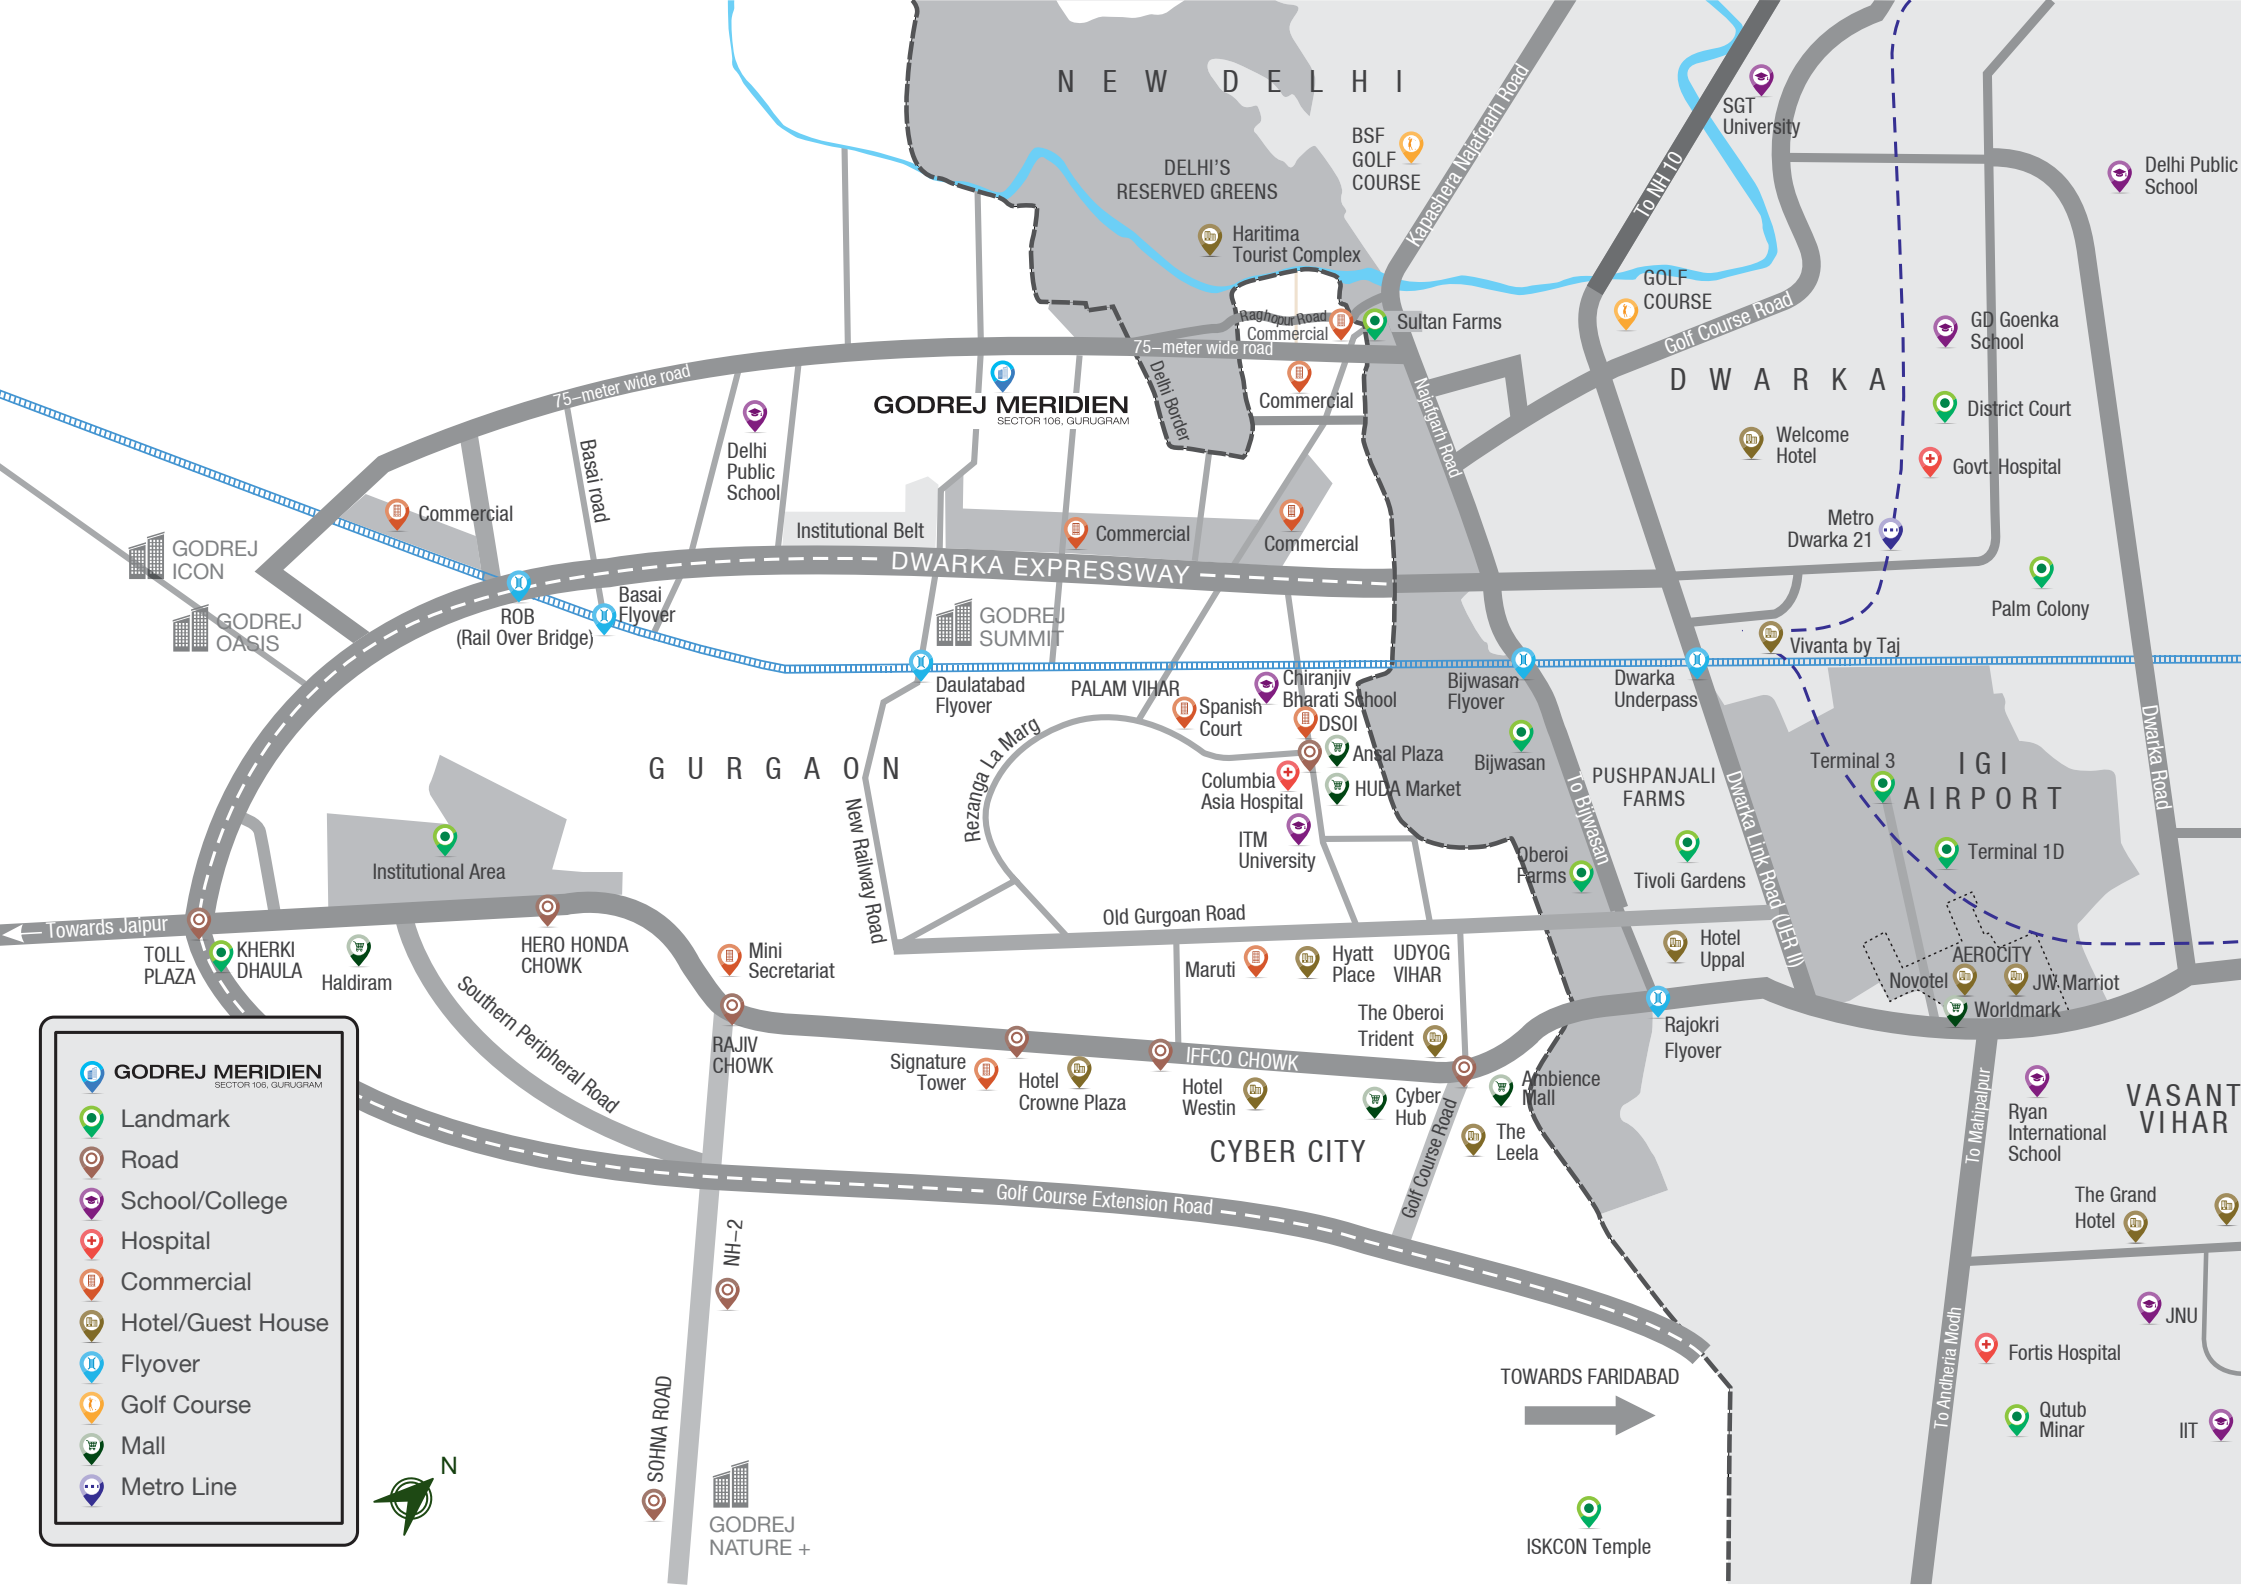 NEW DELHI
BSF
GOLF
COURSE
DELHI'S
RESERVED GREENS
Haritima
Tourist Complex
Kapashera Najafgarh Road
To NH 10
SGT
University
Delhi Public
School
GOLF
COURSE
Golf Course Road
Raghopur Road
Commercial
Sultan Farms
GD Goenka
School
75-meter wide road
75-meter wide road
Delhi Border
Commercial
Najafgarh Road
DWARKA
District Court
Welcome
Hotel
Govt. Hospital
GODREJ MERIDIEN
SECTOR 106, GURUGRAM
Basai road
Delhi
Public
School
Commercial
Institutional Belt
Commercial
Commercial
Metro
Dwarka 21
GODREJ
ICON
DWARKA EXPRESSWAY
Palm Colony
GODREJ
OASIS
ROB
(Rail Over Bridge)
Basai
Flyover
GODREJ
SUMMIT
Vivanta by Taj
Daulatabad
Flyover
PALAM VIHAR
Chiranjiv
Bharati School
Spanish
Court
DSOI
Bijwasan
Flyover
Dwarka
Underpass
Rezanga La Marg
Ansal Plaza
Bijwasan
GURGAON
Columbia
Asia Hospital
HUDA Market
To Bijwasan
PUSHPANJALI
FARMS
Dwarka Link Road (UER II)
Terminal 3
IGI
AIRPORT
Dwarka Road
New Railway Road
ITM
University
Oberoi
Farms
Tivoli Gardens
Terminal 1D
Institutional Area
Old Gurgoan Road
Towards Jaipur
TOLL
PLAZA
KHERKI
DHAULA
Haldiram
HERO HONDA
CHOWK
Mini
Secretariat
Maruti
Hyatt
Place
UDYOG
VIHAR
Hotel
Uppal
AEROCITY
Novotel
JW Marriot
Worldmark
Southern Peripheral Road
RAJIV
CHOWK
Signature
Tower
Hotel
Crowne Plaza
IFFCO CHOWK
The Oberoi
Trident
Rajokri
Flyover
Hotel
Westin
Cyber
Hub
Ambience
Mall
The
Leela
CYBER CITY
Golf Course Road
To Mahipalpur
Ryan
International
School
VASANT
VIHAR
Golf Course Extension Road
NH-2
The Grand
Hotel
JNU
To Andheria Modh
Fortis Hospital
SOHNA ROAD
TOWARDS FARIDABAD
Qutub
Minar
IIT
GODREJ
NATURE +
ISKCON Temple
GODREJ MERIDIEN
SECTOR 106, GURUGRAM
Landmark
Road
School/College
Hospital
Commercial
Hotel/Guest House
Flyover
Golf Course
Mall
Metro Line
N